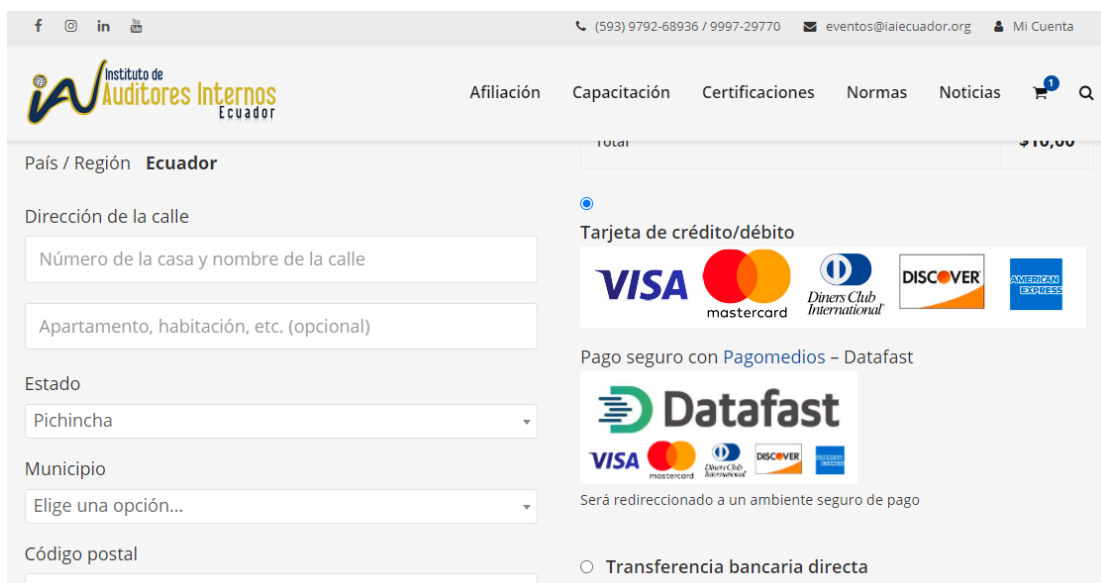 (593) 9792-68936 / 9997-29770 eventos@iaiecuador.org Mi Cuenta
Instituto de
Auditores Internos
Ecuador
Afiliación Capacitación Certificaciones Normas Noticias 1
País / Región Ecuador
Dirección de la calle
Número de la casa y nombre de la calle
Apartamento, habitación, etc. (opcional)
Estado
Pichincha
Municipio
Elige una opción...
Código postal
Total $10,00
Tarjeta de crédito/débito
VISA mastercard Diners Club International DISCOVER AMERICAN EXPRESS
Pago seguro con Pagomedios – Datafast
Datafast
VISA mastercard Diners Club International DISCOVER
Será redireccionado a un ambiente seguro de pago
Transferencia bancaria directa